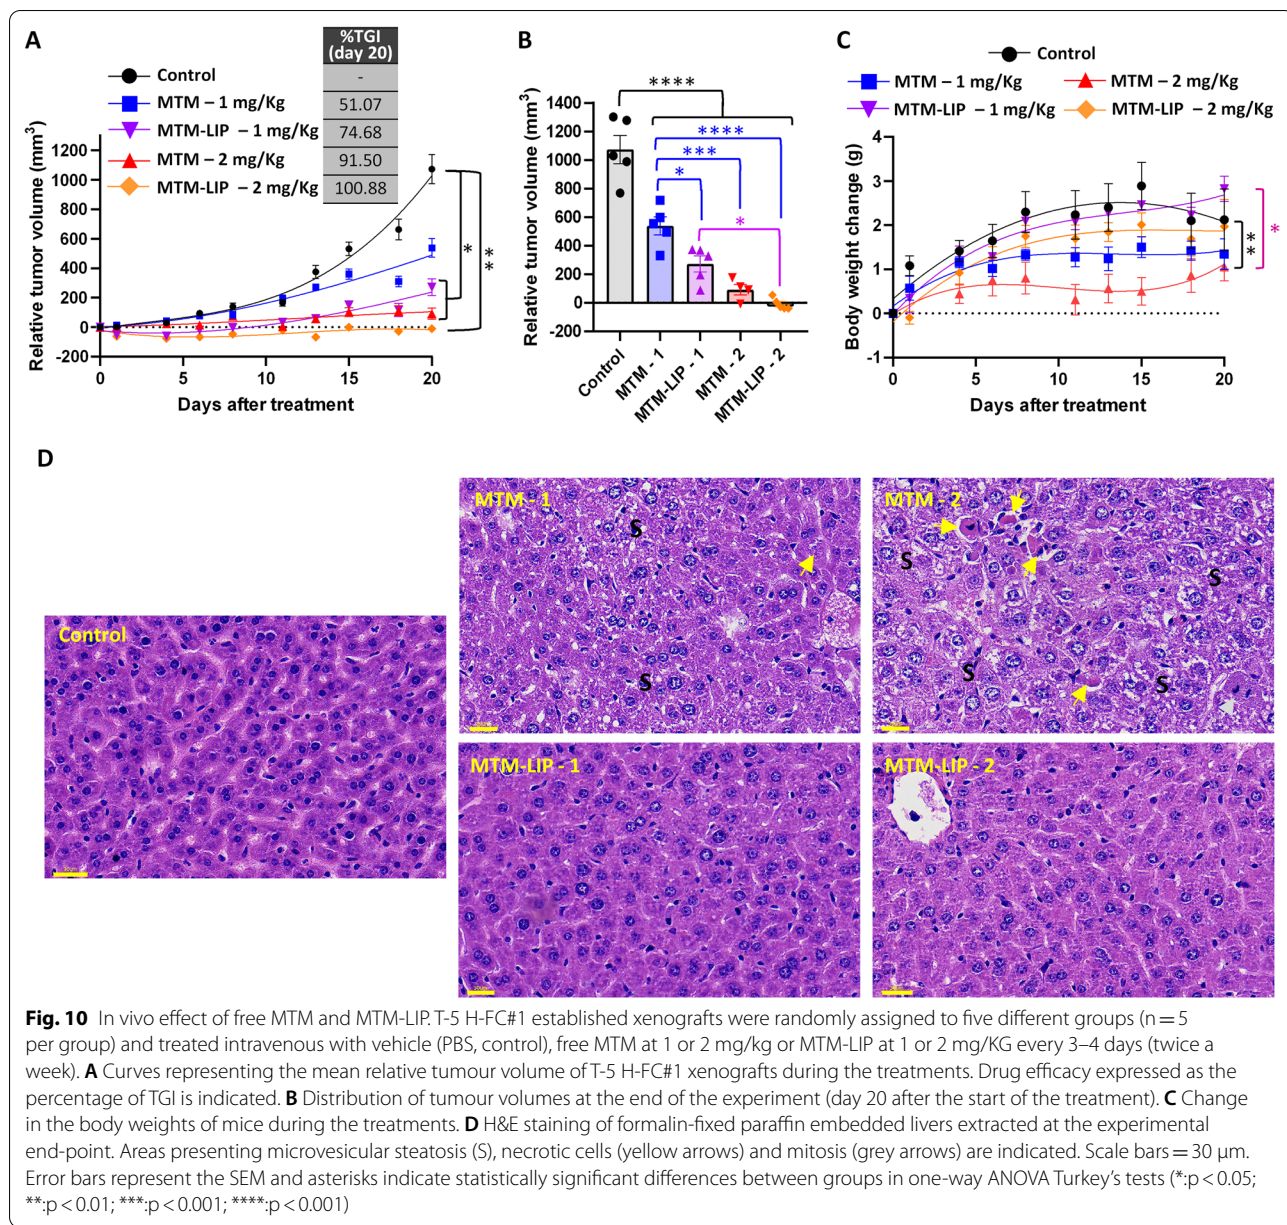 A
%TGI
(day 20)
-
51.07
74.68
91.50
100.88
Control
MTM – 1 mg/Kg
MTM-LIP – 1 mg/Kg
MTM – 2 mg/Kg
MTM-LIP – 2 mg/Kg
Relative tumor volume (mm³)
1200
1000
800
600
400
200
0
-200
0 5 10 15 20
Days after treatment
*
**
B
Relative tumor volume (mm³)
1400
1200
1000
800
600
400
200
0
-200
****
****
***
*
*
Control
MTM - 1
MTM-LIP - 1
MTM - 2
MTM-LIP - 2
C
Control
MTM – 1 mg/Kg
MTM – 2 mg/Kg
MTM-LIP – 1 mg/Kg
MTM-LIP – 2 mg/Kg
Body weight change (g)
4
3
2
1
0
-1
0 5 10 15 20
Days after treatment
**
*
D
Control
MTM - 1
S
S
MTM - 2
S
S
S
S
MTM-LIP - 1
MTM-LIP - 2
Fig. 10 In vivo effect of free MTM and MTM-LIP. T-5 H-FC#1 established xenografts were randomly assigned to five different groups (n = 5
per group) and treated intravenous with vehicle (PBS, control), free MTM at 1 or 2 mg/kg or MTM-LIP at 1 or 2 mg/KG every 3–4 days (twice a
week). A Curves representing the mean relative tumour volume of T-5 H-FC#1 xenografts during the treatments. Drug efficacy expressed as the
percentage of TGI is indicated. B Distribution of tumour volumes at the end of the experiment (day 20 after the start of the treatment). C Change
in the body weights of mice during the treatments. D H&E staining of formalin-fixed paraffin embedded livers extracted at the experimental
end-point. Areas presenting microvesicular steatosis (S), necrotic cells (yellow arrows) and mitosis (grey arrows) are indicated. Scale bars = 30 μm.
Error bars represent the SEM and asterisks indicate statistically significant differences between groups in one-way ANOVA Turkey's tests (*:p < 0.05;
**:p < 0.01; ***:p < 0.001; ****:p < 0.001)